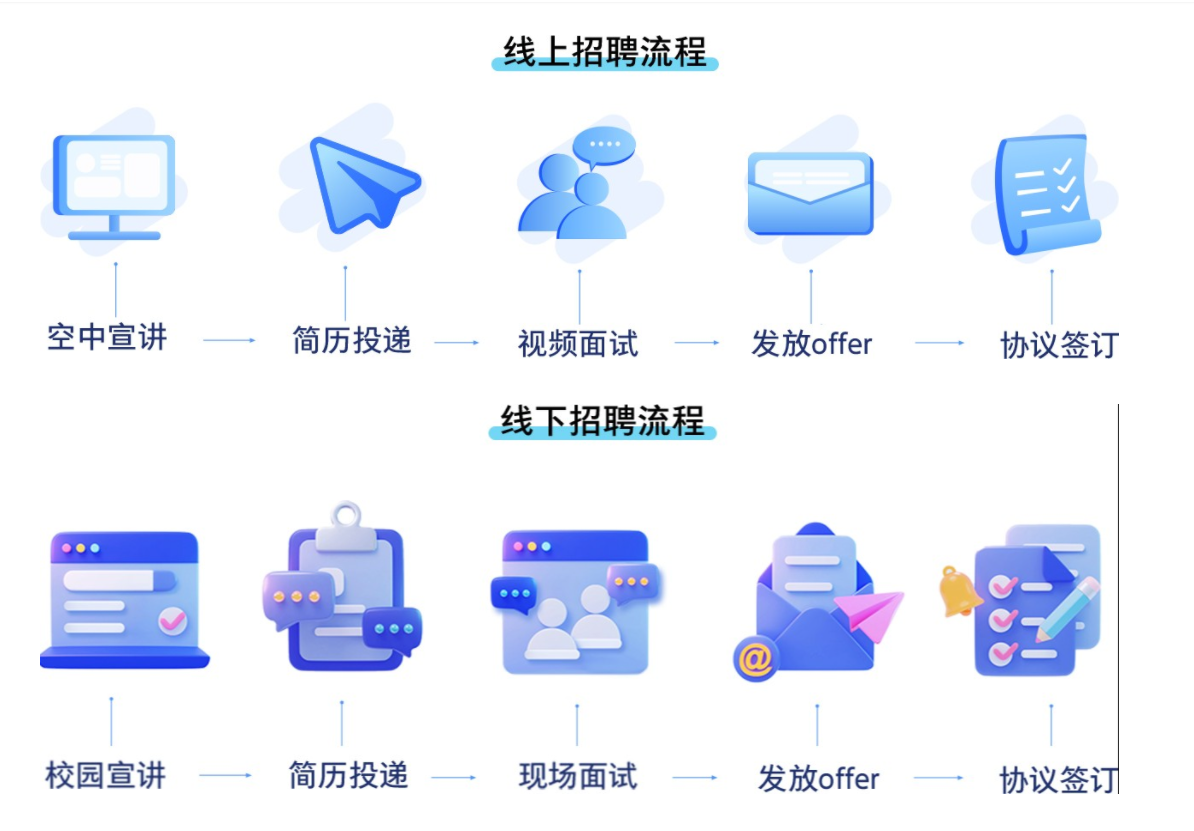 线上招聘流程
空中宣讲 简历投递 视频面试 发放offer 协议签订
线下招聘流程
@
校园宣讲 简历投递 现场面试 发放offer 协议签订